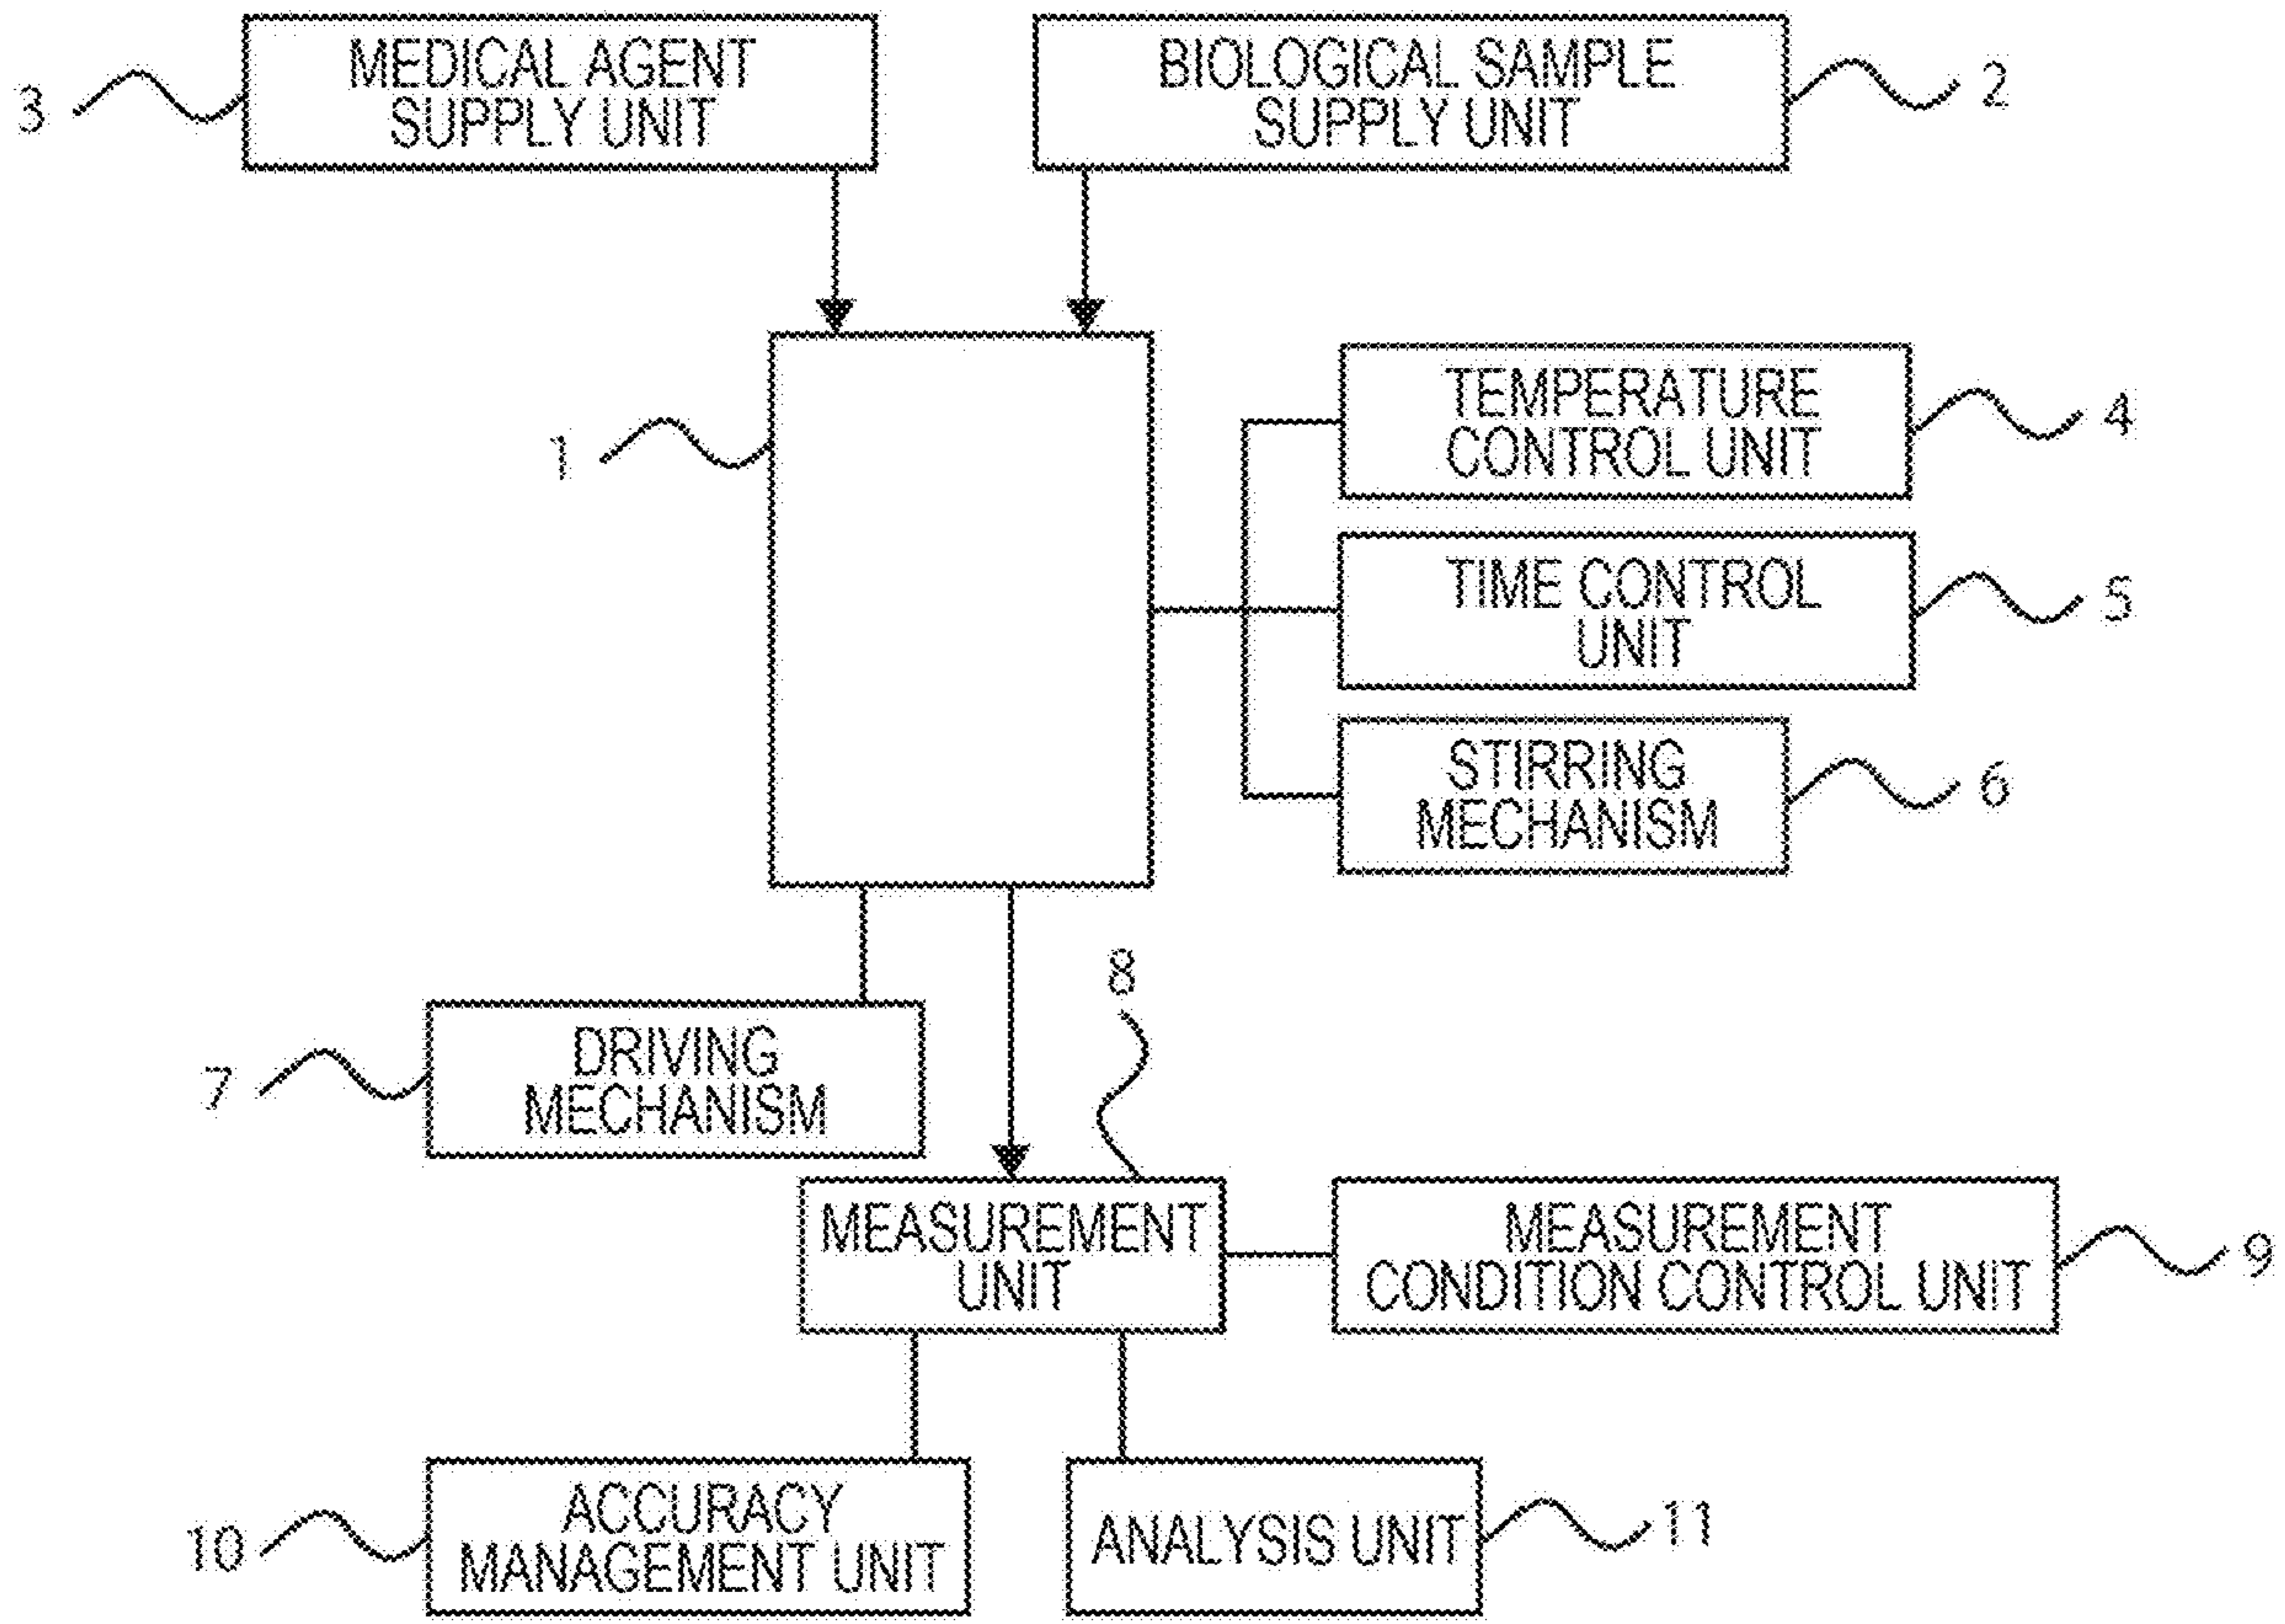 MEDICAL AGENT
SUPPLY UNIT
3
BIOLOGICAL SAMPLE
SUPPLY UNIT
2
1
TEMPERATURE
CONTROL UNIT
4
TIME CONTROL
UNIT
5
STIRRING
MECHANISM
6
DRIVING
MECHANISM
7
8
MEASUREMENT
UNIT
MEASUREMENT
CONDITION CONTROL UNIT
9
ACCURACY
MANAGEMENT UNIT
10
ANALYSIS UNIT
11